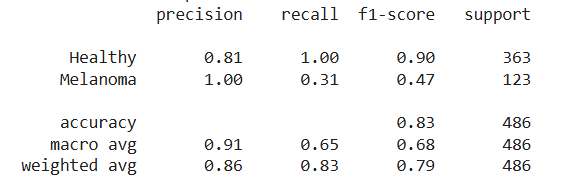 precision recall f1-score support
Healthy 0.81 1.00 0.90 363
Melanoma 1.00 0.31 0.47 123
accuracy 0.83 486
macro avg 0.91 0.65 0.68 486
weighted avg 0.86 0.83 0.79 486